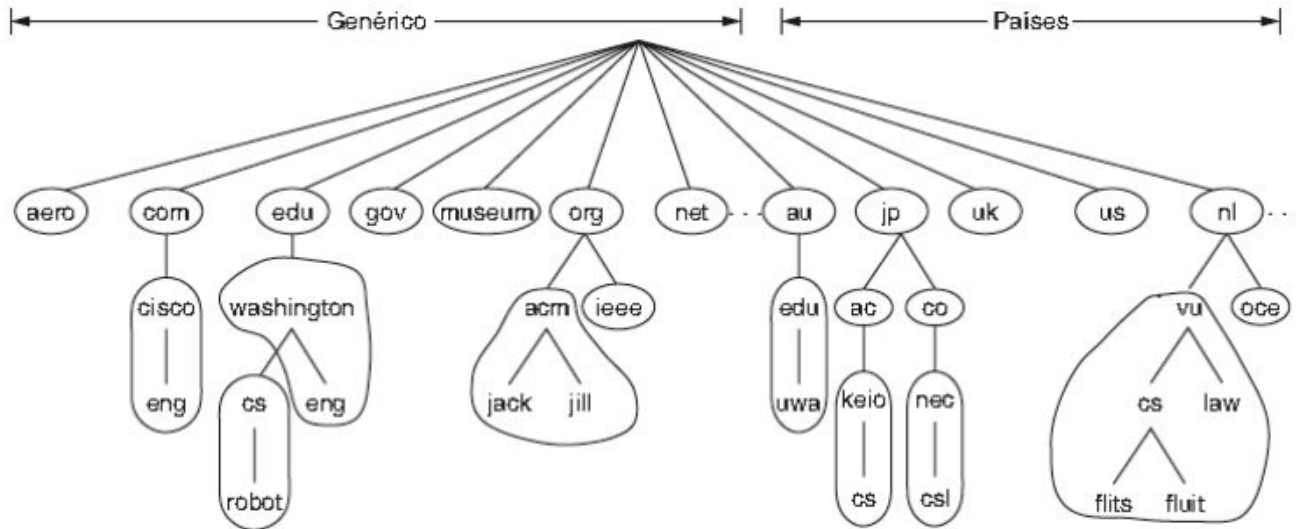 Genérico Países
aero com edu gov museum org net au jp uk us nl
cisco washington acm ieee edu ac co vu oce
eng cs eng jack jill uwa keio nec cs law
robot cs csl flits fluit